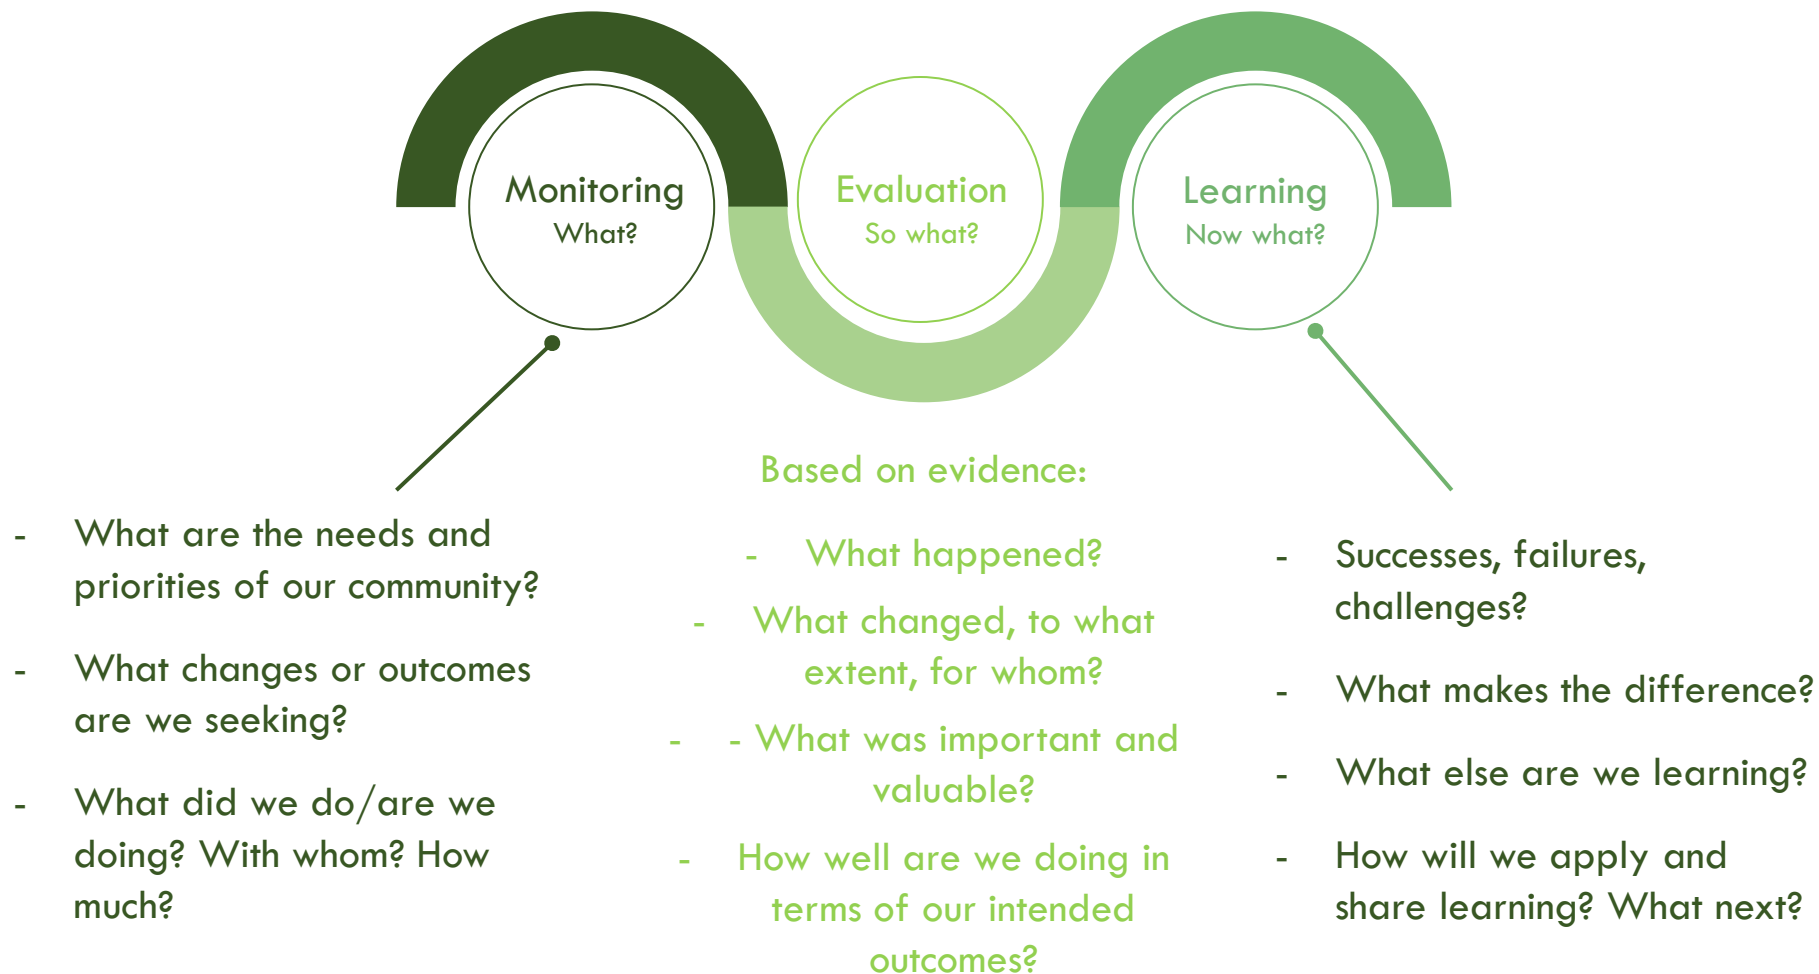 Monitoring
What?
Evaluation
So what?
Learning
Now what?
- What are the needs and
priorities of our community?
- What changes or outcomes
are we seeking?
- What did we do/are we
doing? With whom? How
much?
Based on evidence:
- What happened?
- What changed, to what
extent, for whom?
- - What was important and
valuable?
- How well are we doing in
terms of our intended
outcomes?
- Successes, failures,
challenges?
- What makes the difference?
- What else are we learning?
- How will we apply and
share learning? What next?